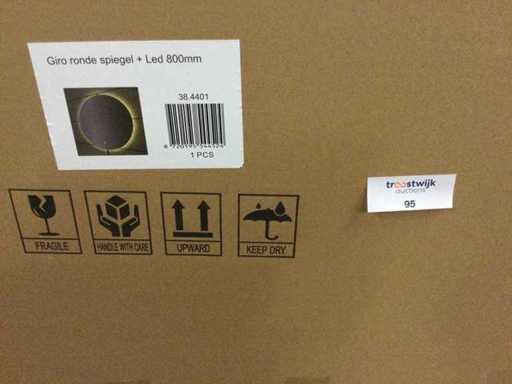 Giro ronde spiegel + Led 800mm
38.4401
1 PCS
troostwijk
auctions
95
FRAGILE
HANDLE WITH CARE
UPWARD
KEEP DRY